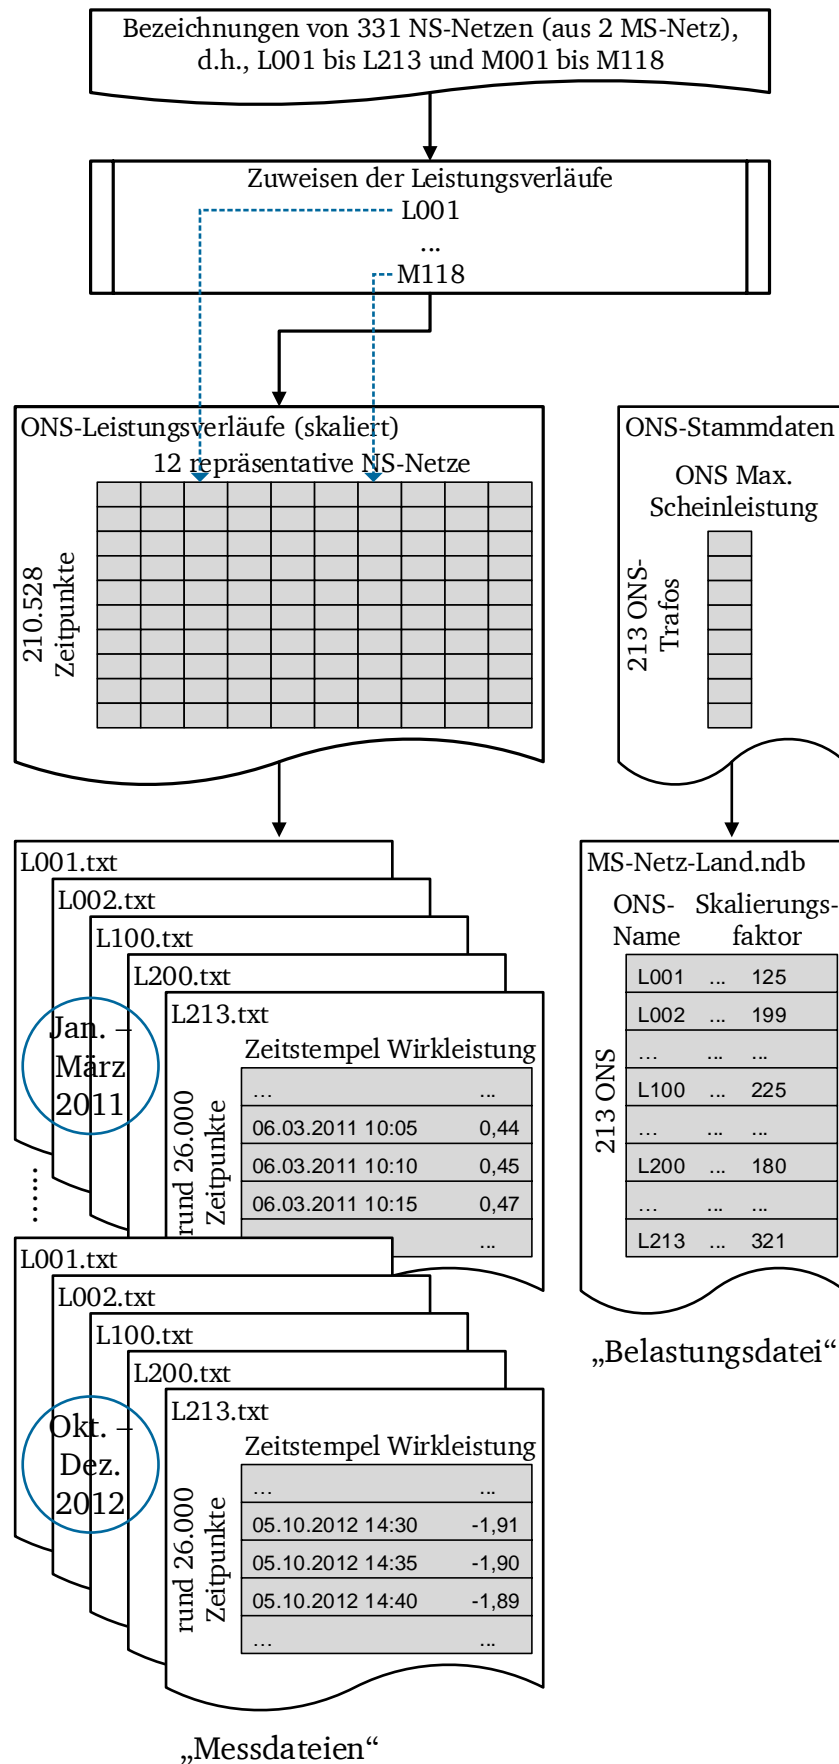 Bezeichnungen von 331 NS-Netzen (aus 2 MS-Netz),
d.h., L001 bis L213 und M001 bis M118
Zuweisen der Leistungsverläufe
L001
...
M118
ONS-Leistungsverläufe (skaliert)
12 repräsentative NS-Netze
210.528
Zeitpunkte
ONS-Stammdaten
ONS Max.
Scheinleistung
213 ONS-
Trafos
L001.txt
L002.txt
L100.txt
L200.txt
L213.txt
Jan. –
März
2011
Zeitstempel Wirkleistung
rund 26.000
Zeitpunkte
... ...
06.03.2011 10:05 0,44
06.03.2011 10:10 0,45
06.03.2011 10:15 0,47
...
......
MS-Netz-Land.ndb
ONS- Skalierungs-
Name faktor
213 ONS
L001 ... 125
L002 ... 199
... ... ...
L100 ... 225
... ... ...
L200 ... 180
... ... ...
L213 ... 321
„Belastungsdatei“
L001.txt
L002.txt
L100.txt
L200.txt
L213.txt
Okt. –
Dez.
2012
Zeitstempel Wirkleistung
rund 26.000
Zeitpunkte
... ...
05.10.2012 14:30 -1,91
05.10.2012 14:35 -1,90
05.10.2012 14:40 -1,89
... ...
„Messdateien“